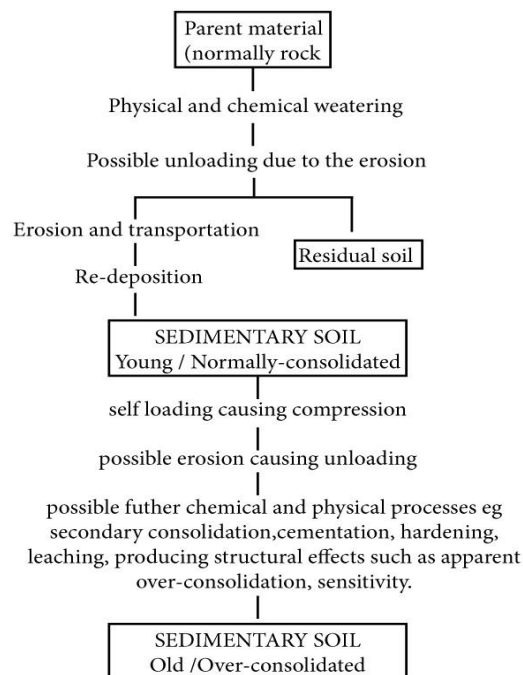 Parent material
(normally rock
Physical and chemical weatering
Possible unloading due to the erosion
Erosion and transportation
Residual soil
Re-deposition
SEDIMENTARY SOIL
Young / Normally-consolidated
self loading causing compression
possible erosion causing unloading
possible futher chemical and physical processes eg
secondary consolidation,cementation, hardening,
leaching, producing structural effects such as apparent
over-consolidation, sensitivity.
SEDIMENTARY SOIL
Old /Over-consolidated